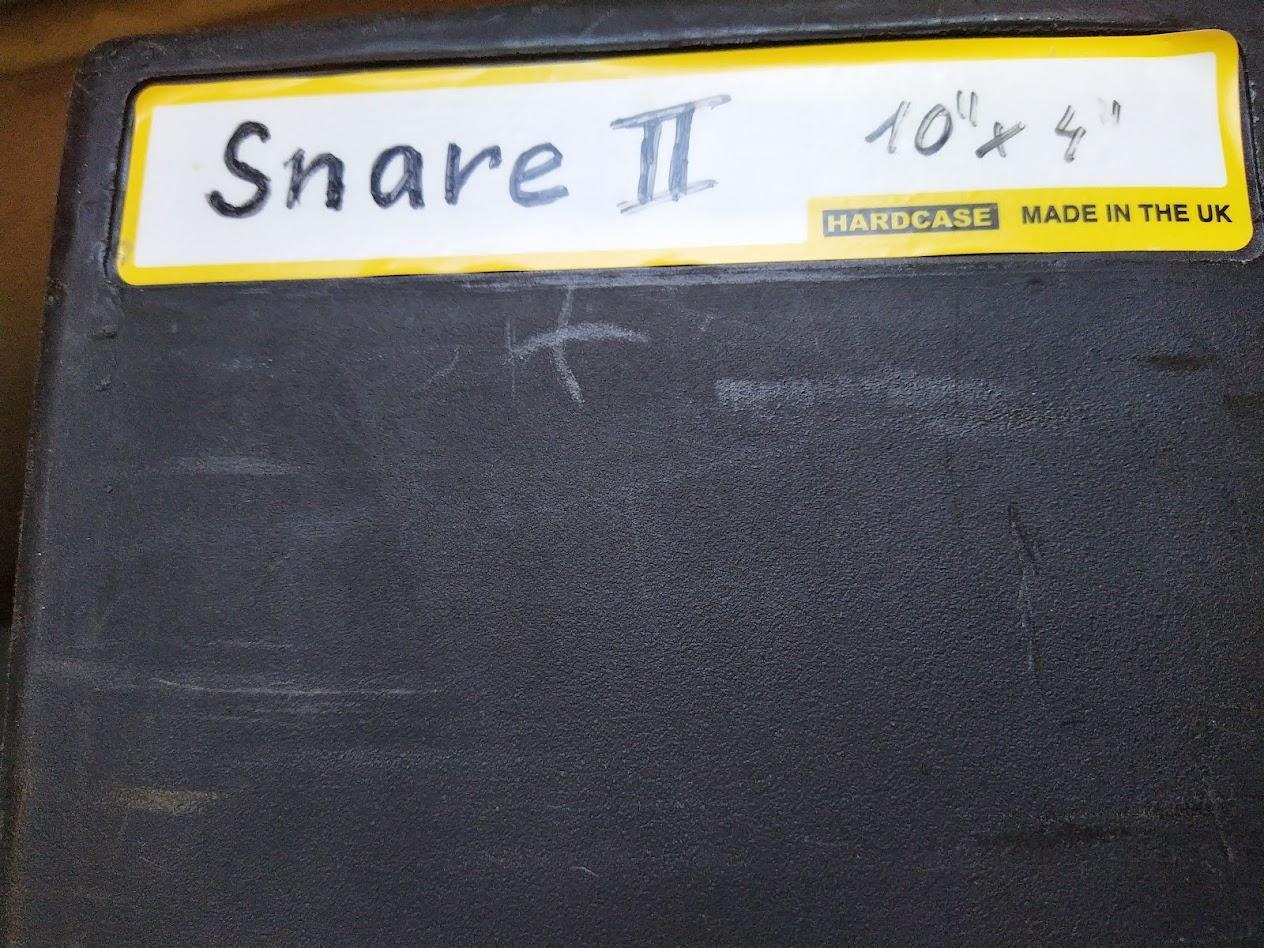 Snare II 10" x 4"
HARDCASE MADE IN THE UK